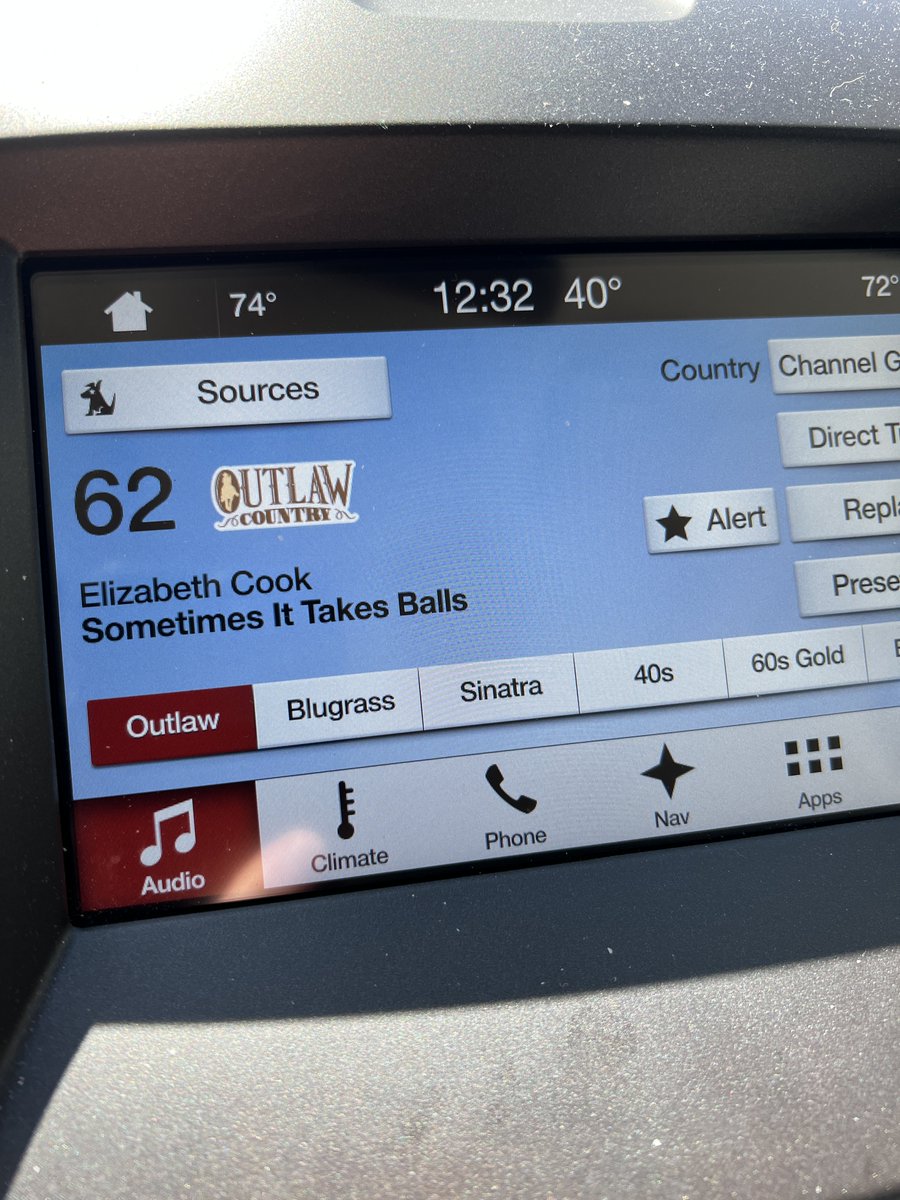 74° 12:32 40° 72°
Sources
Country Channel G
Direct Tu
62 OUTLAW
COUNTRY
Alert Repla
Elizabeth Cook
Sometimes It Takes Balls
Prese
Outlaw Blugrass Sinatra 40s 60s Gold
Audio Climate Phone Nav Apps